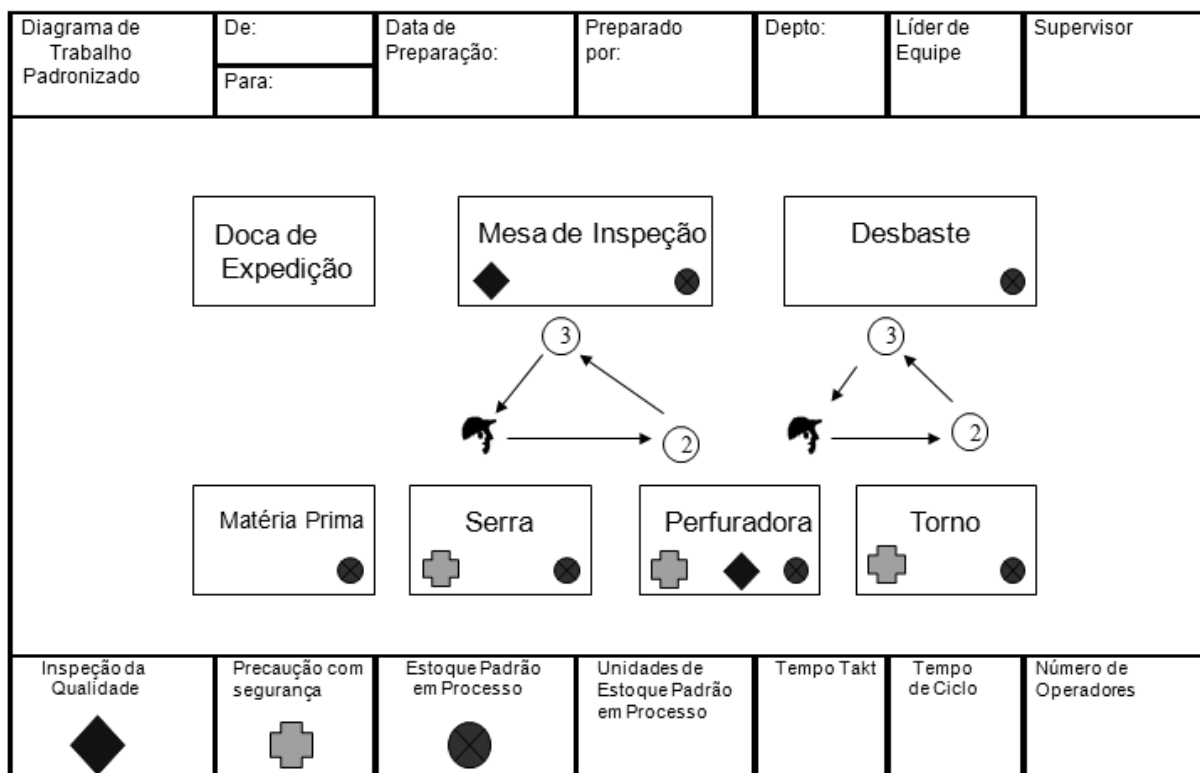 Diagrama de
Trabalho
Padronizado
De:
Para:
Data de
Preparação:
Preparado
por:
Depto:
Líder de
Equipe
Supervisor
Doca de
Expedição
Mesa de Inspeção
Desbaste
3
3
2
2
Matéria Prima
Serra
Perfuradora
Torno
Inspeção da
Qualidade
Precaução com
segurança
Estoque Padrão
em Processo
Unidades de
Estoque Padrão
em Processo
Tempo Takt
Tempo
de Ciclo
Número de
Operadores